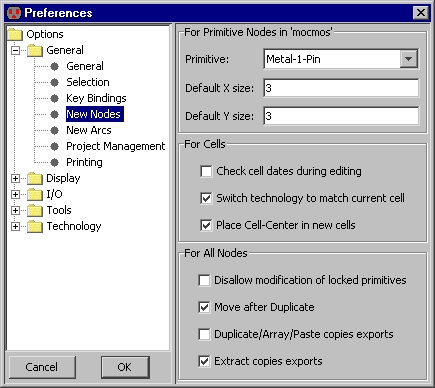 Preferences
Options
General
General
Selection
Key Bindings
New Nodes
New Arcs
Project Management
Printing
Display
I/O
Tools
Technology
Cancel
OK
For Primitive Nodes in 'mocmos'
Primitive: Metal-1-Pin
Default X size: 3
Default Y size: 3
For Cells
Check cell dates during editing
Switch technology to match current cell
Place Cell-Center in new cells
For All Nodes
Disallow modification of locked primitives
Move after Duplicate
Duplicate/Array/Paste copies exports
Extract copies exports